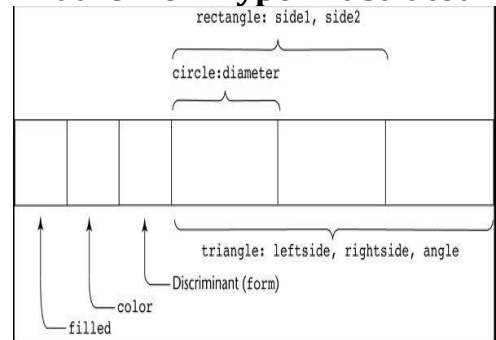 rectangle: side1, side2
circle:diameter
triangle: leftside, rightside, angle
Discriminant (form)
color
filled